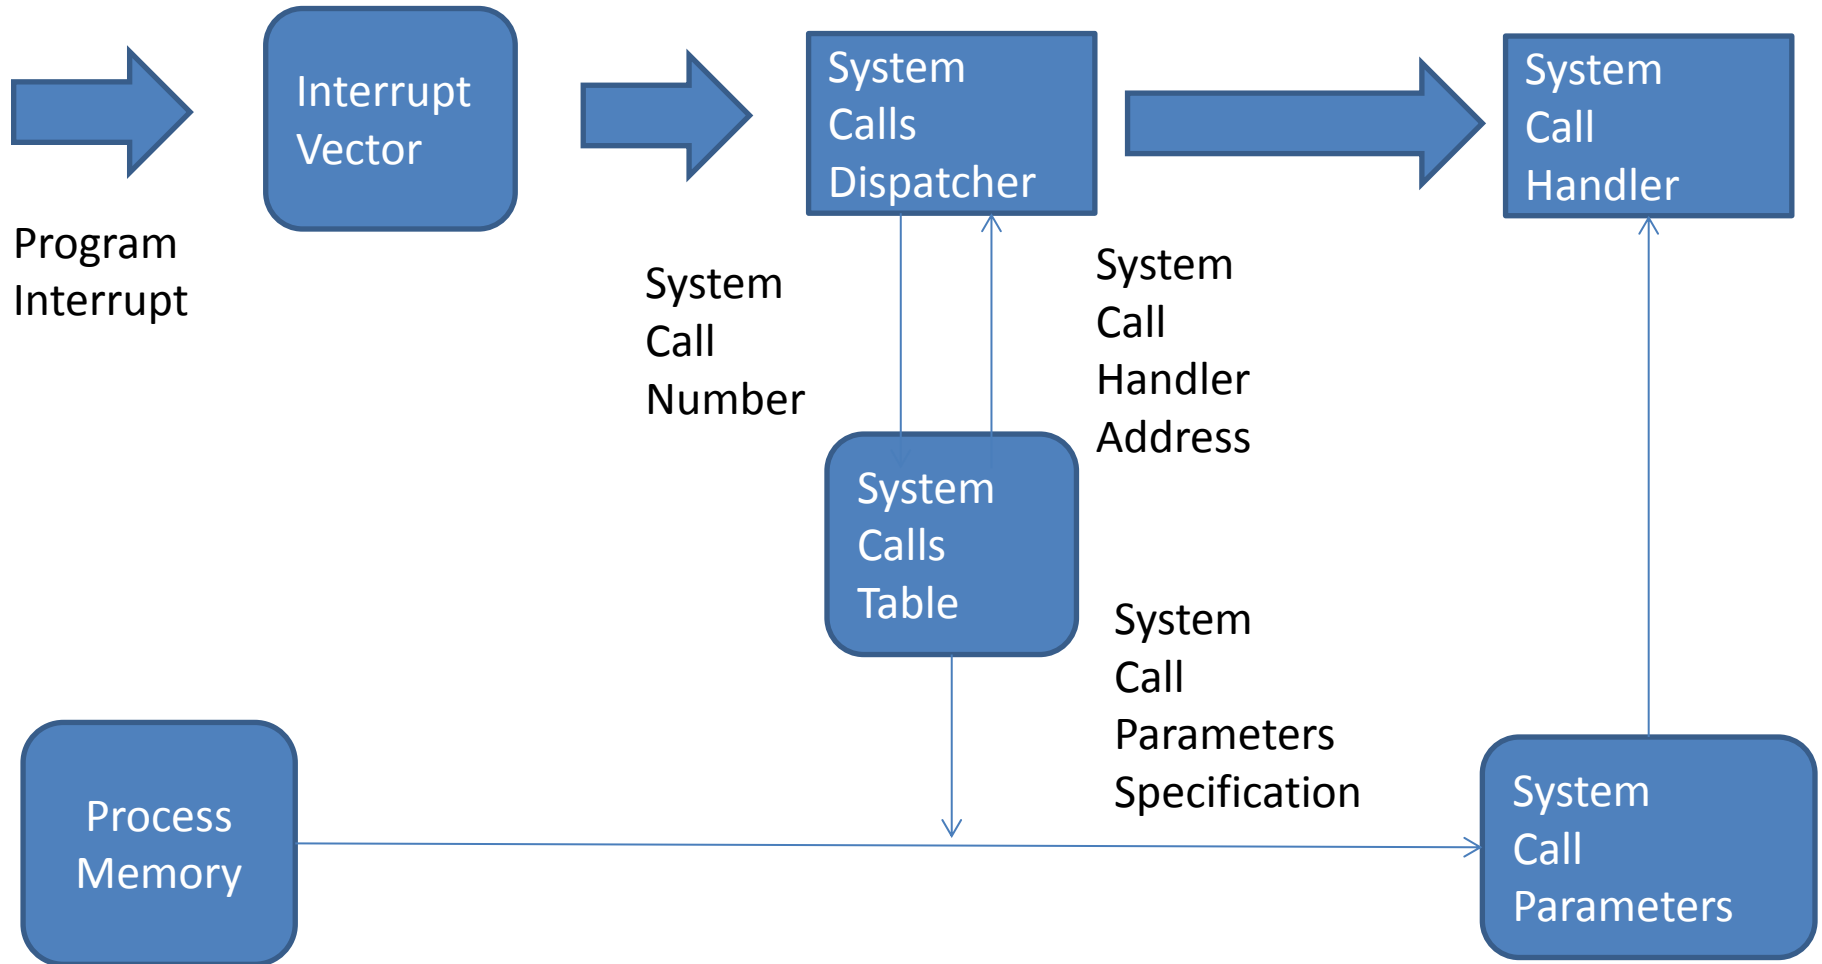 Interrupt
Vector
System
Calls
Dispatcher
System
Call
Handler
Program
Interrupt
System
Call
Number
System
Call
Handler
Address
System
Calls
Table
System
Call
Parameters
Specification
Process
Memory
System
Call
Parameters